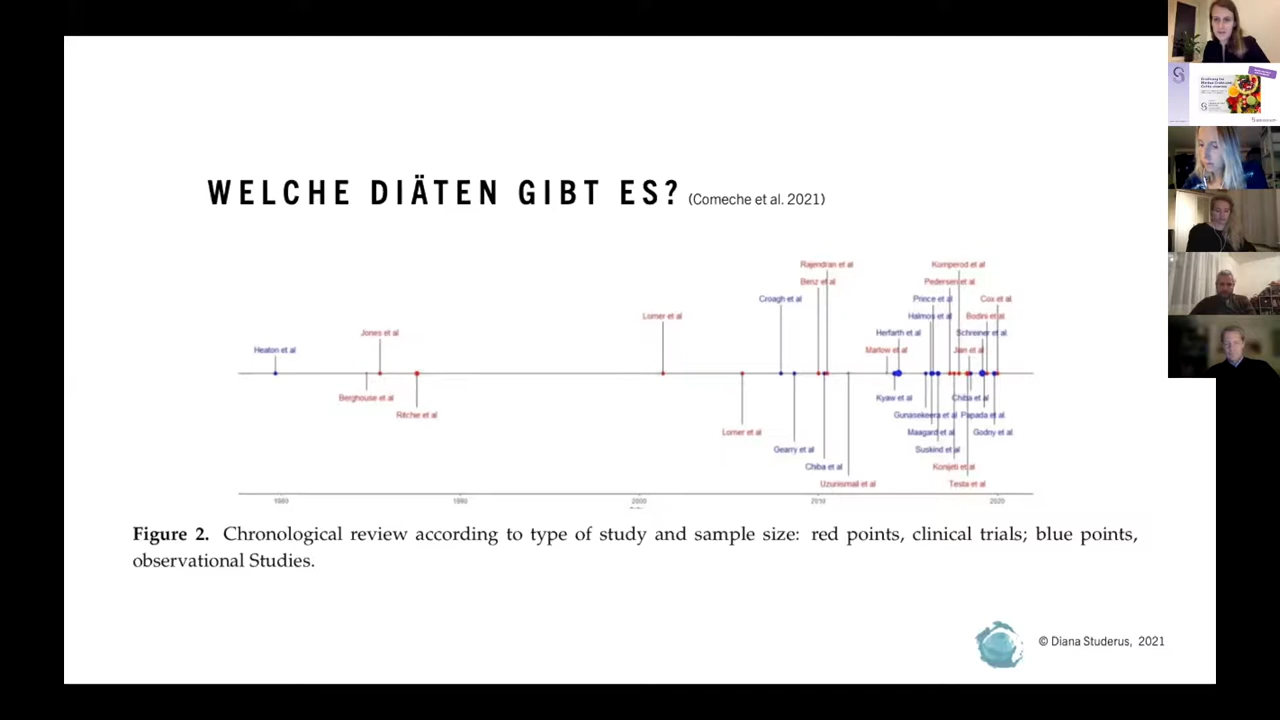 WELCHE DIÄTEN GIBT ES? (Comeche et al. 2021)
Rajendran et al
Komperod et al
Benz et al
Pedersen et al
Croagh et al
Prince et al
Cox et al
Lomer et al
Halmos et al
Bodini et al
Jones et al
Herfarth et al
Schreiner et al
Heaton et al
Marlow et al
Jian et al
Berghouse et al
Kyaw et al
Chiba et al
Ritchie et al
Gunasekeera et al
Papada et al
Lomer et al
Maagard et al
Godny et al
Gearry et al
Suskind et al
Chiba et al
Konijeti et al
Uzunismail et al
Testa et al
1980
1990
2000
2010
2020
Figure 2. Chronological review according to type of study and sample size: red points, clinical trials; blue points,
observational Studies.
© Diana Studerus, 2021